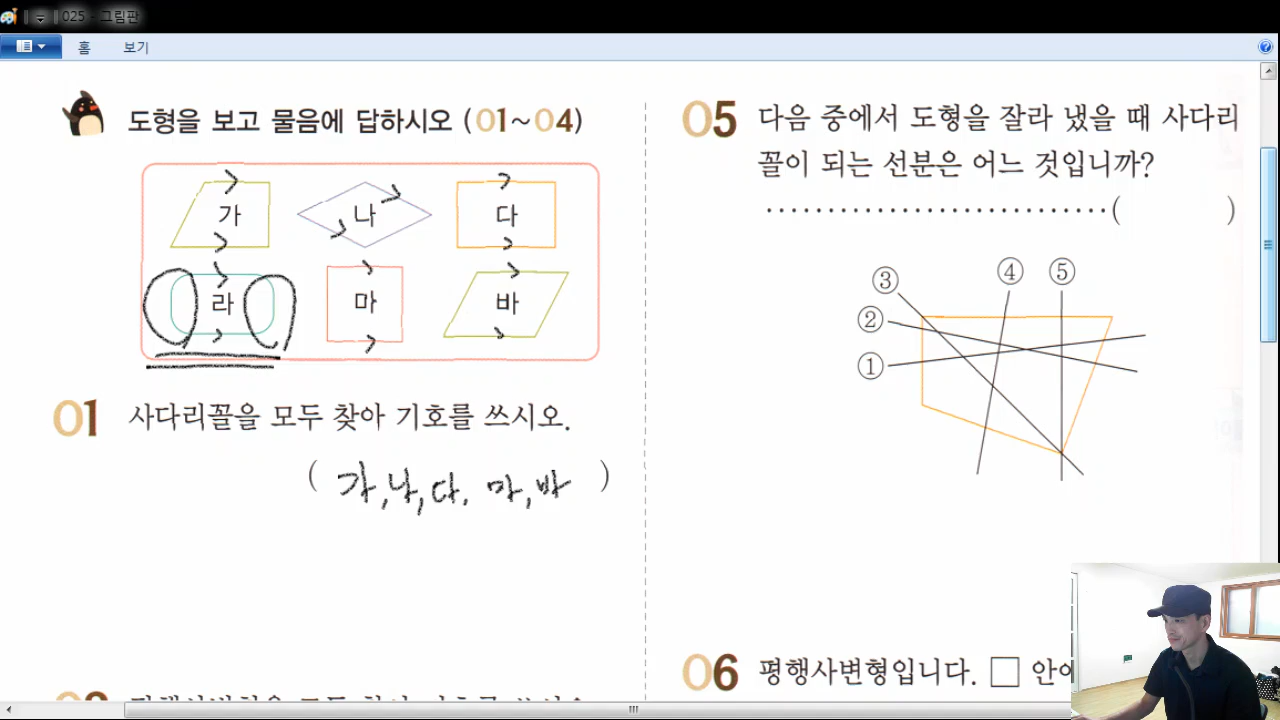 025 - 그림판
홈 보기
도형을 보고 물음에 답하시오 (01~04)
가 나 다
라 마 바
01 사다리꼴을 모두 찾아 기호를 쓰시오.
( 가, 나, 다, 마, 바 )
05 다음 중에서 도형을 잘라 냈을 때 사다리
꼴이 되는 선분은 어느 것입니까?
································( )
③ ④ ⑤
②
①
06 평행사변형입니다. □ 안에